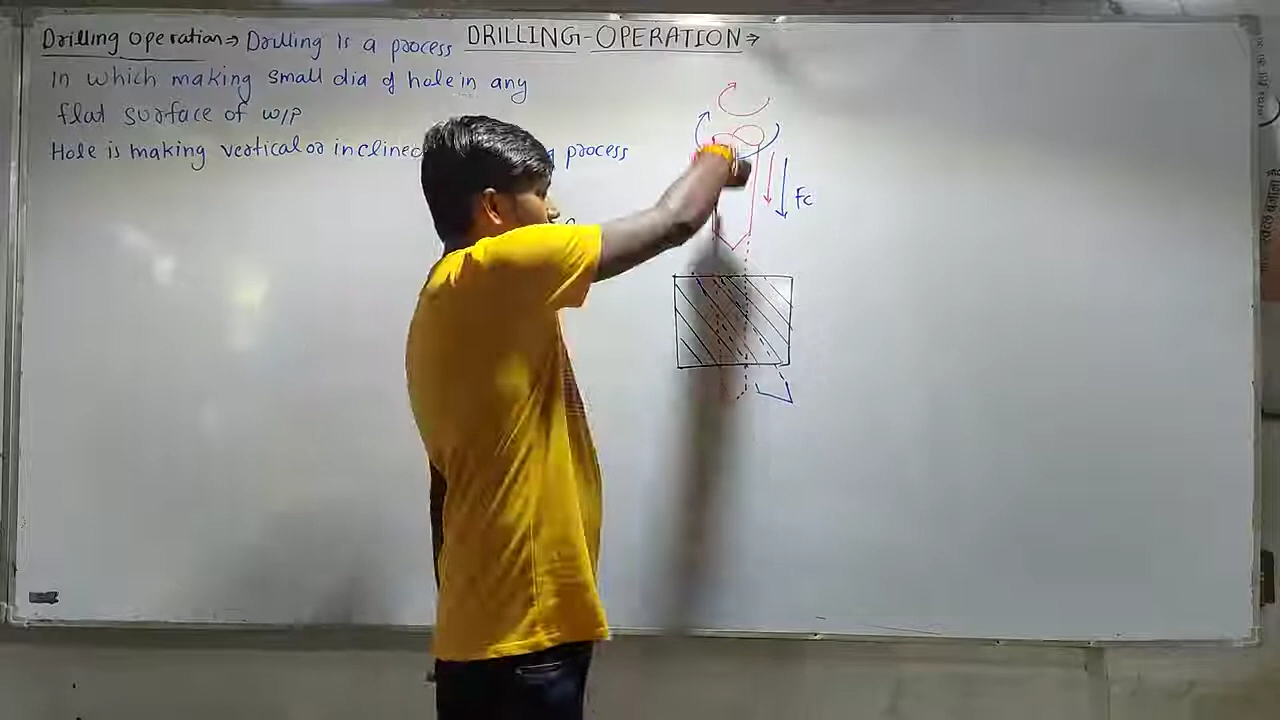 DRILLING-OPERATION⇒
Drilling operation⇒ Drilling Is a process
In which making small dia of hole in any
flat surface of w/p
Hole is making vertical or inclined process
Fc